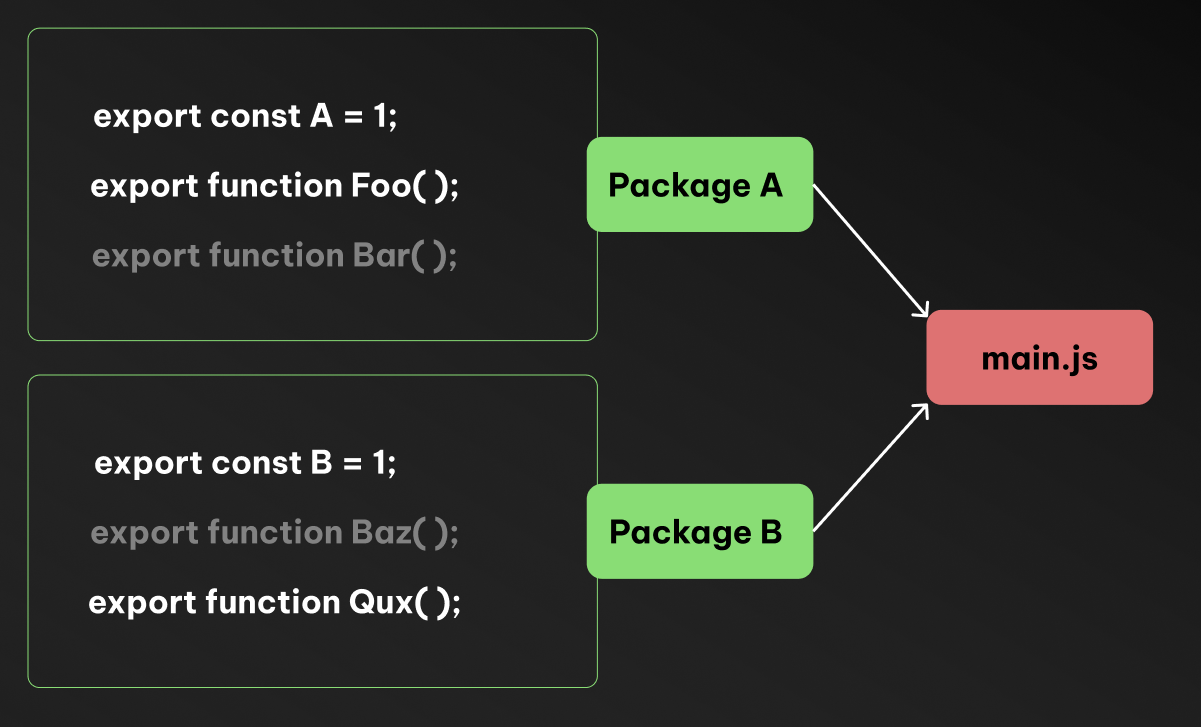 export const A = 1;
export function Foo( );
export function Bar( );
Package A
main.js
export const B = 1;
export function Baz( );
export function Qux( );
Package B